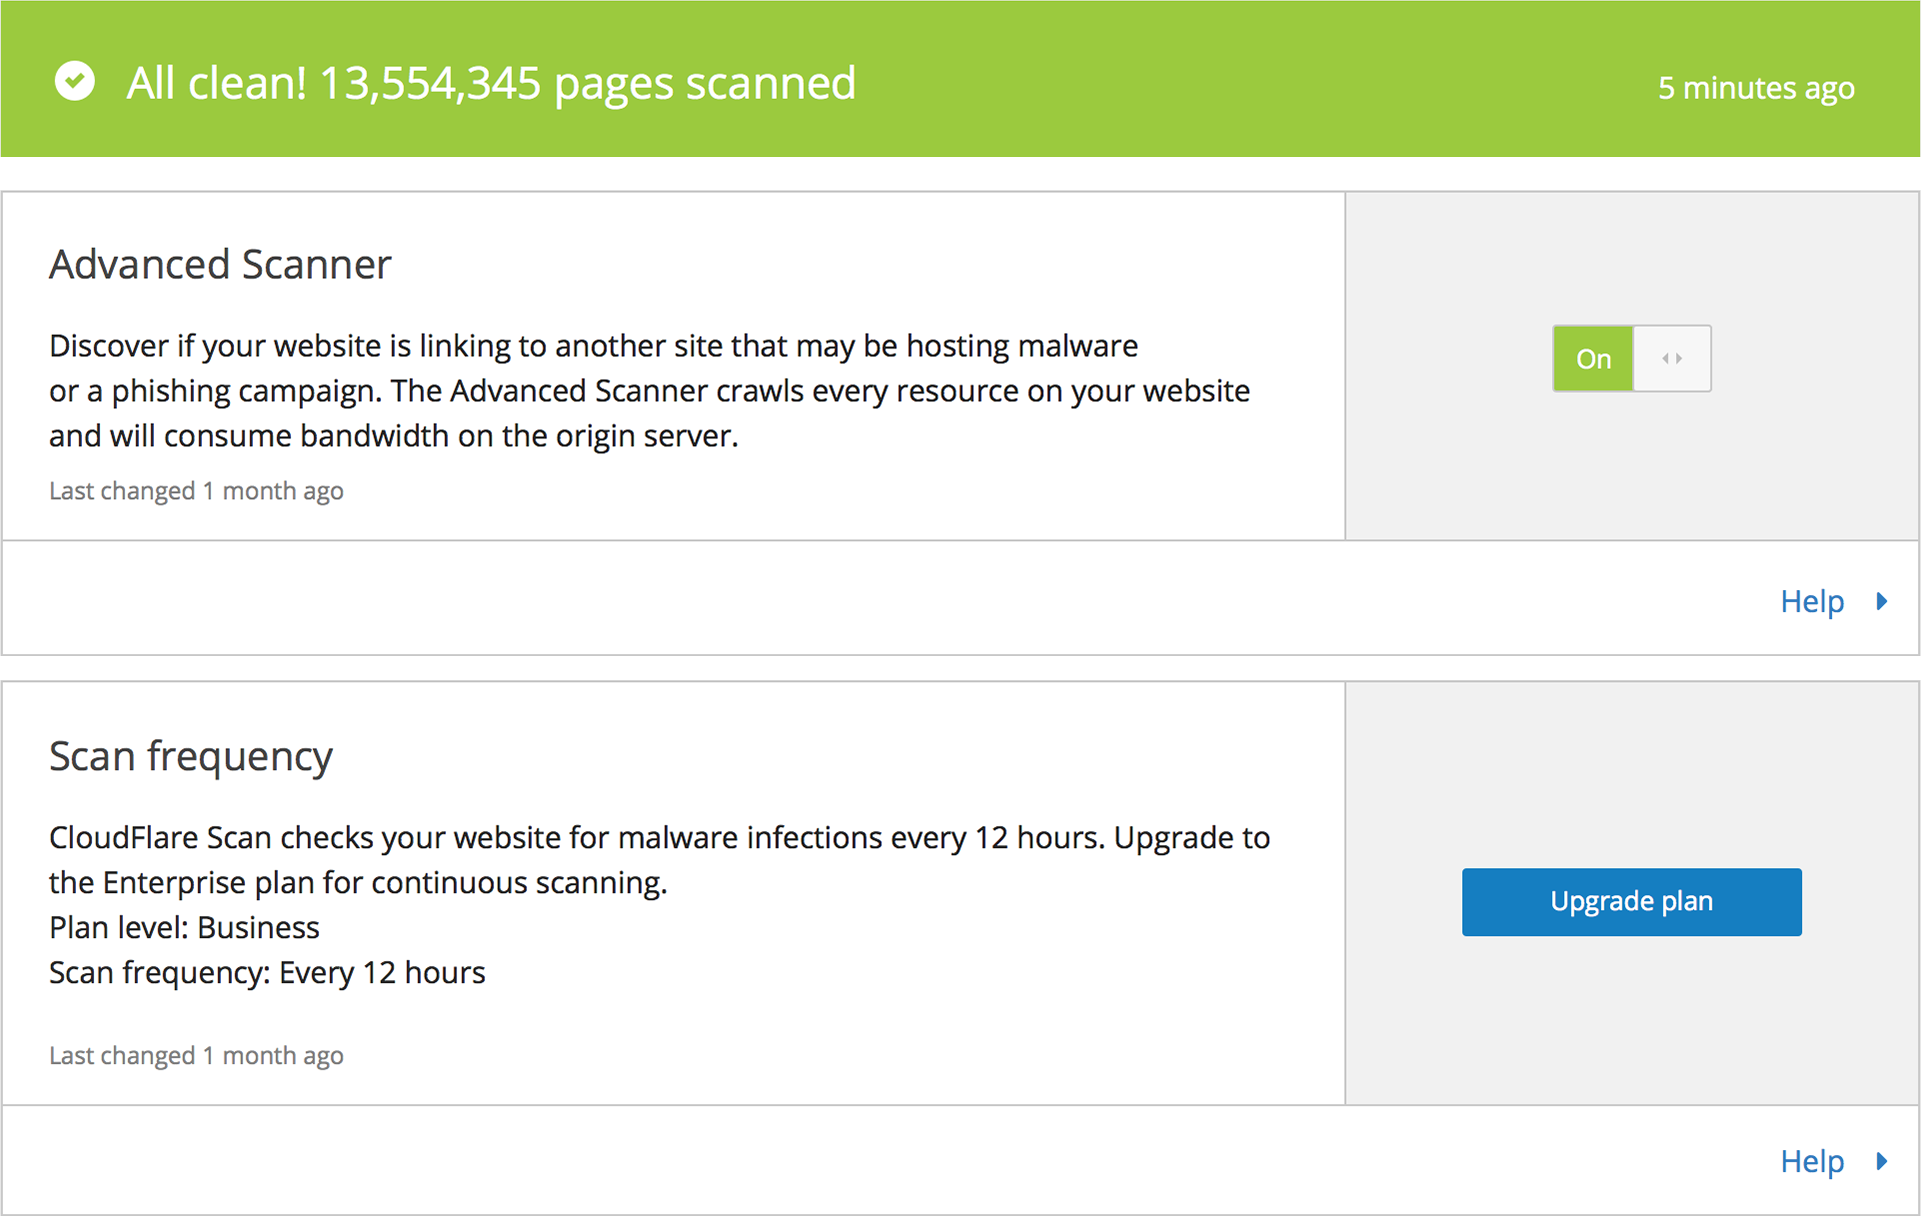 All clean! 13,554,345 pages scanned
5 minutes ago
Advanced Scanner
Discover if your website is linking to another site that may be hosting malware
or a phishing campaign. The Advanced Scanner crawls every resource on your website
and will consume bandwidth on the origin server.
Last changed 1 month ago
On
Help
Scan frequency
CloudFlare Scan checks your website for malware infections every 12 hours. Upgrade to
the Enterprise plan for continuous scanning.
Plan level: Business
Scan frequency: Every 12 hours
Last changed 1 month ago
Upgrade plan
Help